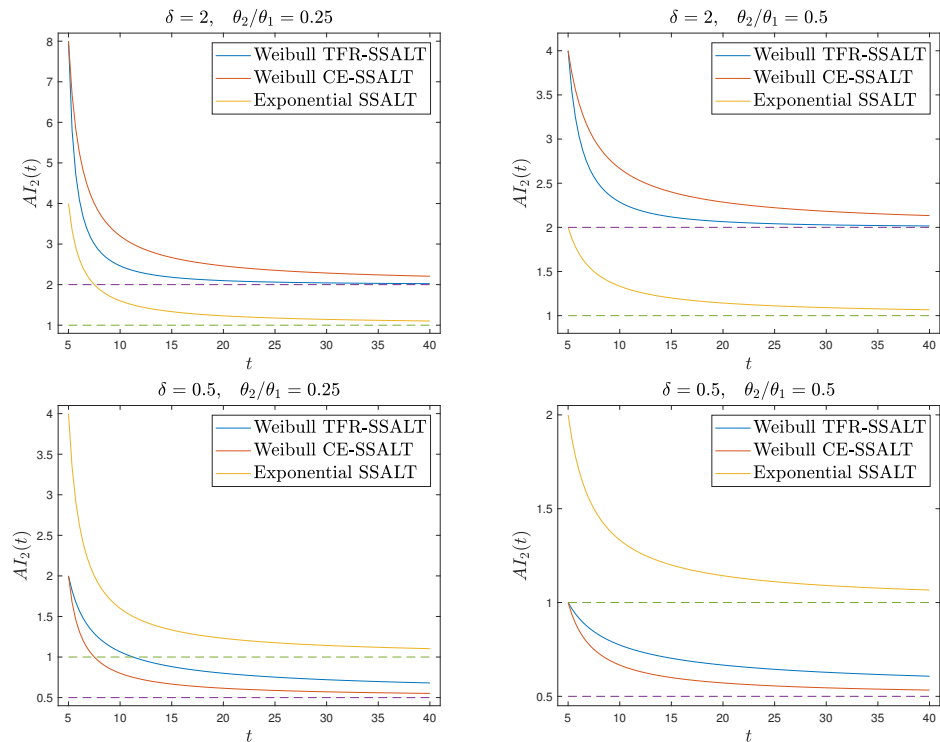 δ = 2, θ₂/θ₁ = 0.25
8
7
6
5
4
3
2
1
AI₂(t)
Weibull TFR-SSALT
Weibull CE-SSALT
Exponential SSALT
5 10 15 20 25 30 35 40
t
δ = 2, θ₂/θ₁ = 0.5
4
3.5
3
2.5
2
1.5
1
AI₂(t)
Weibull TFR-SSALT
Weibull CE-SSALT
Exponential SSALT
5 10 15 20 25 30 35 40
t
δ = 0.5, θ₂/θ₁ = 0.25
4
3.5
3
2.5
2
1.5
1
0.5
AI₂(t)
Weibull TFR-SSALT
Weibull CE-SSALT
Exponential SSALT
5 10 15 20 25 30 35 40
t
δ = 0.5, θ₂/θ₁ = 0.5
2
1.5
1
0.5
AI₂(t)
Weibull TFR-SSALT
Weibull CE-SSALT
Exponential SSALT
5 10 15 20 25 30 35 40
t